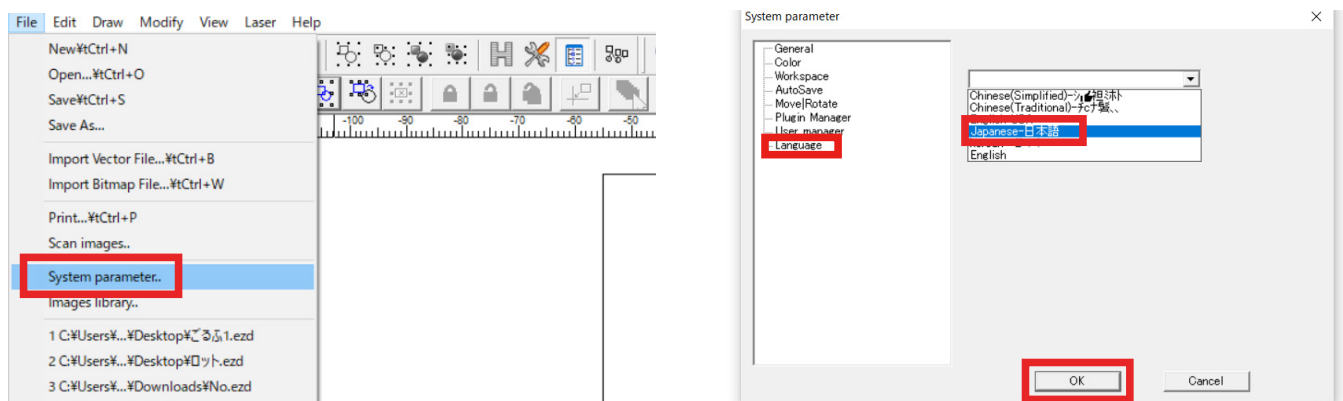 File Edit Draw Modify View Laser Help
New¥tCtrl+N
Open...¥tCtrl+O
Save¥tCtrl+S
Save As...
Import Vector File...¥tCtrl+B
Import Bitmap File...¥tCtrl+W
Print...¥tCtrl+P
Scan images..
System parameter..
Images library..
1 C:¥Users¥...¥Desktop¥ごるふ1.ezd
2 C:¥Users¥...¥Desktop¥ロット.ezd
3 C:¥Users¥...¥Downloads¥No.ezd
-100 -90 -80 -70 -60 -50
System parameter
General
Color
Workspace
AutoSave
Move|Rotate
Plugin Manager
User manager
Language
Chinese(Simplified)-
Chinese(Traditional)-
Japanese-日本語
English
OK Cancel